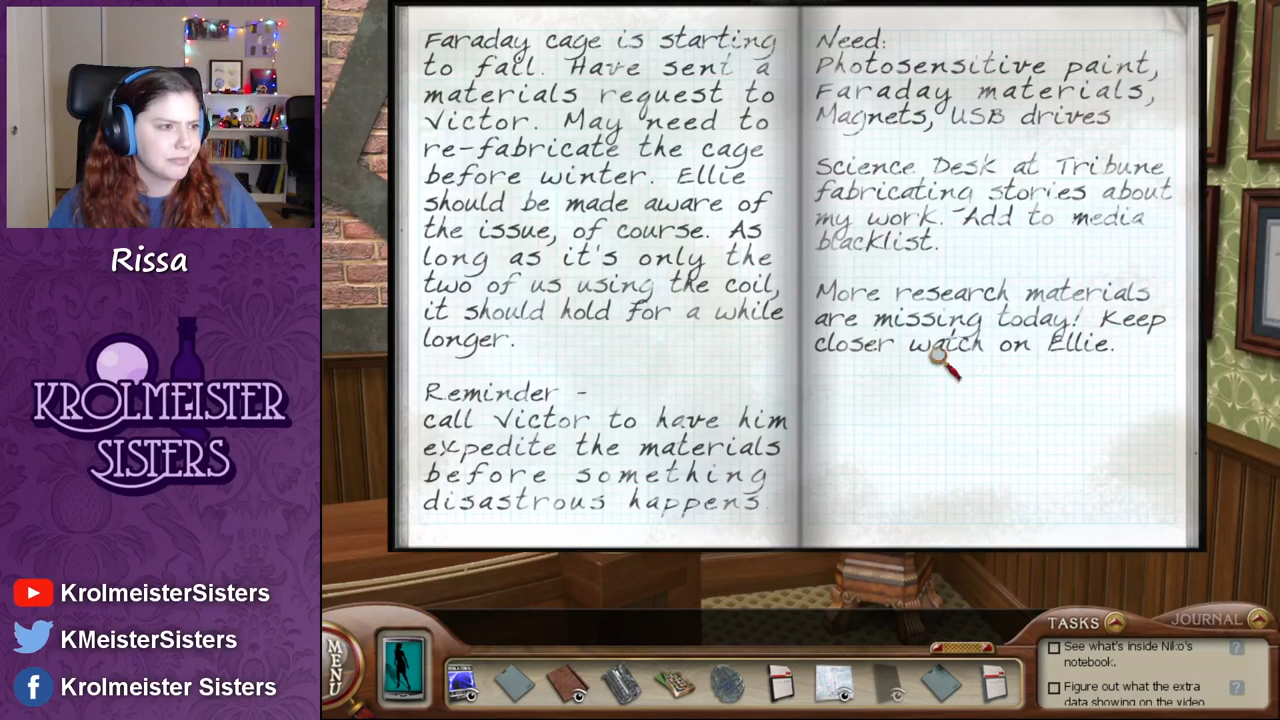 Rissa
KROLMEISTER
SISTERS
KrolmeisterSisters
KMeisterSisters
Krolmeister Sisters
Faraday cage is starting
to fail. Have sent a
materials request to
Victor. May need to
re-fabricate the cage
before winter. Ellie
should be made aware of
the issue, of course. As
long as it's only the
two of us using the coil,
it should hold for a while
longer.
Reminder -
call Victor to have him
expedite the materials
before something
disastrous happens.
Need:
Photosensitive paint,
Faraday materials,
Magnets, USB drives
Science Desk at Tribune
fabricating stories about
my work. Add to media
blacklist.
More research materials
are missing today! Keep
closer watch on Ellie.
MENU
TASKS
JOURNAL
See what's inside Niko's
notebook.
?
Figure out what the extra
data showing on the video
?